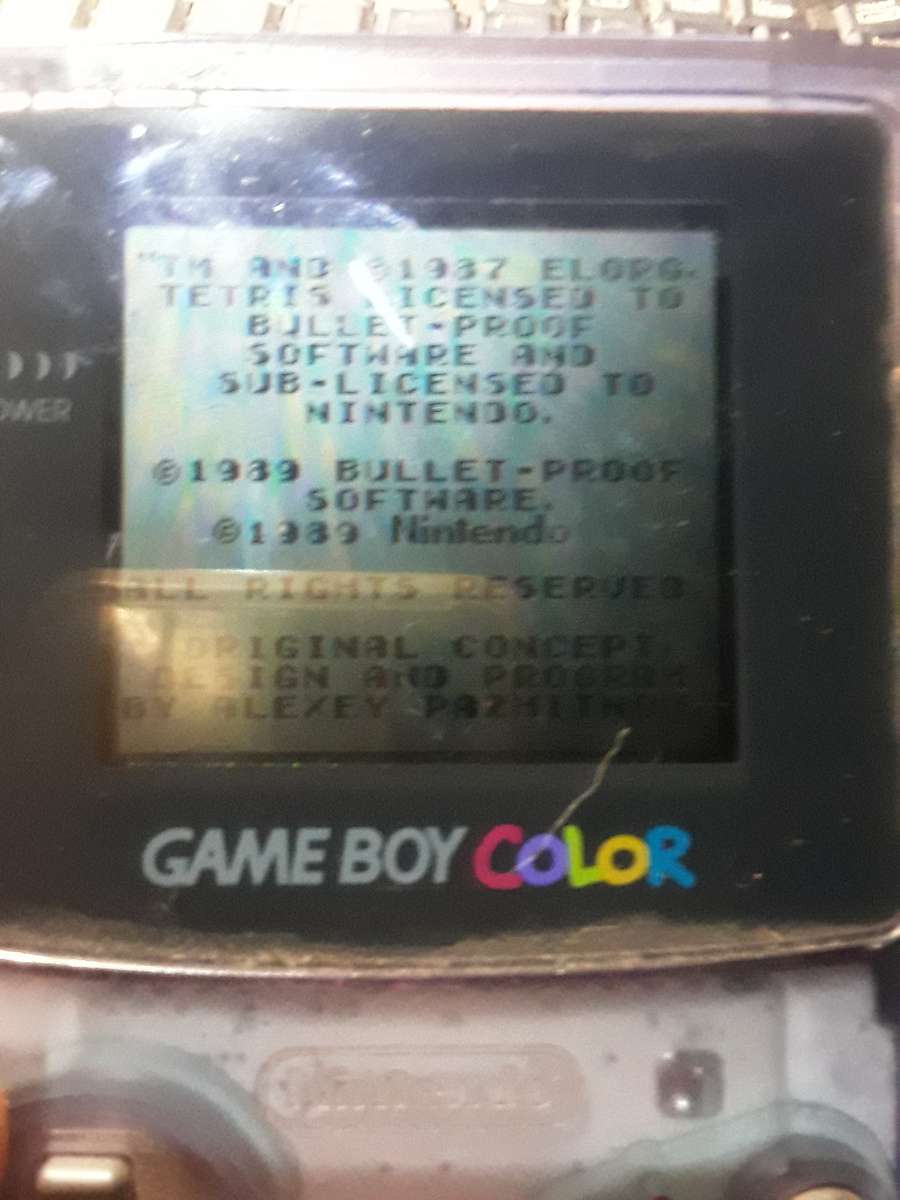 "TM AND ©1987 ELORG.
TETRIS LICENSED TO
BULLET-PROOF
SOFTWARE AND
SUB-LICENSED TO
NINTENDO.
©1989 BULLET-PROOF
SOFTWARE.
©1989 Nintendo
ALL RIGHTS RESERVED
ORIGINAL CONCEPT
DESIGN AND PROGRAM
BY ALEXEY
POWER
GAME BOY COLOR
Nintendo